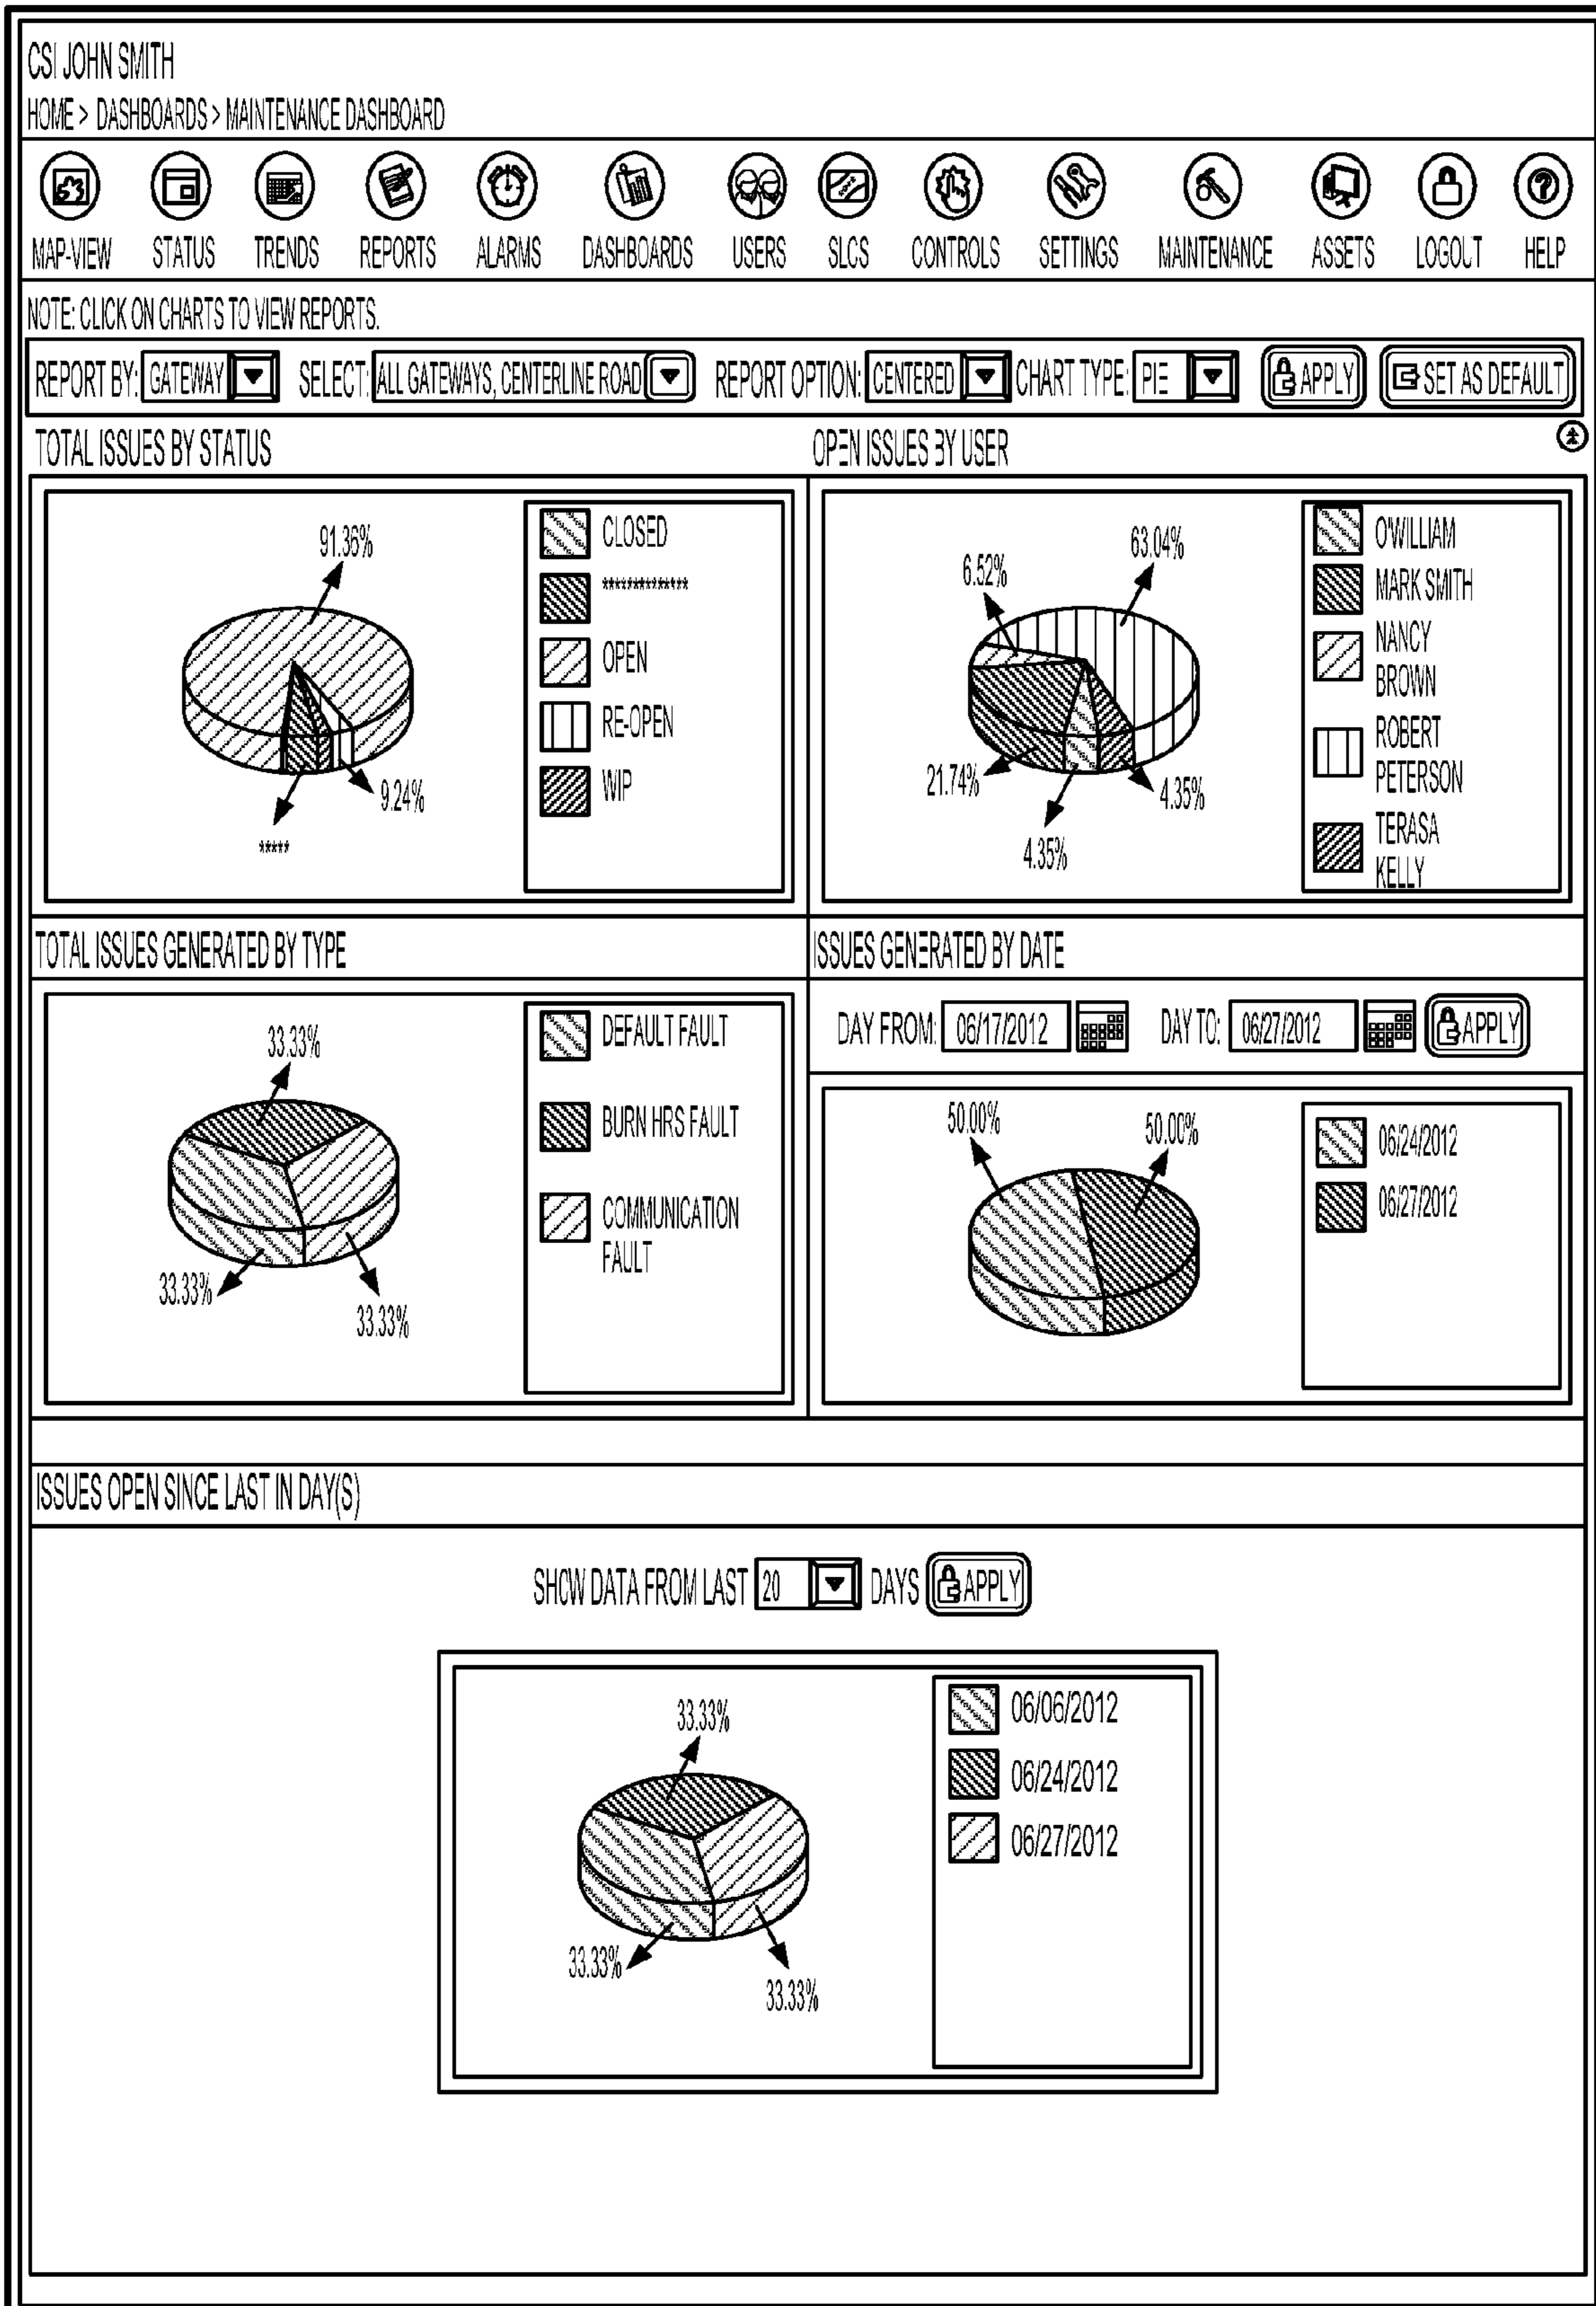 CSI JOHN SMITH
HOME > DASHBOARDS > MAINTENANCE DASHBOARD
MAP-VIEW STATUS TRENDS REPORTS ALARMS DASHBOARDS USERS SLCS CONTROLS SETTINGS MAINTENANCE ASSETS LOGOUT HELP
NOTE: CLICK ON CHARTS TO VIEW REPORTS.
REPORT BY: GATEWAY SELECT: ALL GATEWAYS, CENTERLINE ROAD REPORT OPTION: CENTERED CHART TYPE: PIE APPLY SET AS DEFAULT
TOTAL ISSUES BY STATUS
91.36%
9.24%
*****
CLOSED
**************
OPEN
RE-OPEN
WIP
OPEN ISSUES BY USER
6.52%
63.04%
21.74%
4.35%
4.35%
O'WILLIAM
MARK SMITH
NANCY
BROWN
ROBERT
PETERSON
TERASA
KELLY
TOTAL ISSUES GENERATED BY TYPE
33.33%
33.33%
33.33%
DEFAULT FAULT
BURN HRS FAULT
COMMUNICATION
FAULT
ISSUES GENERATED BY DATE
DAY FROM: 06/17/2012 DAY TO: 06/27/2012 APPLY
50.00%
50.00%
06/24/2012
06/27/2012
ISSUES OPEN SINCE LAST IN DAY(S)
SHOW DATA FROM LAST 20 DAYS APPLY
33.33%
33.33%
33.33%
06/06/2012
06/24/2012
06/27/2012